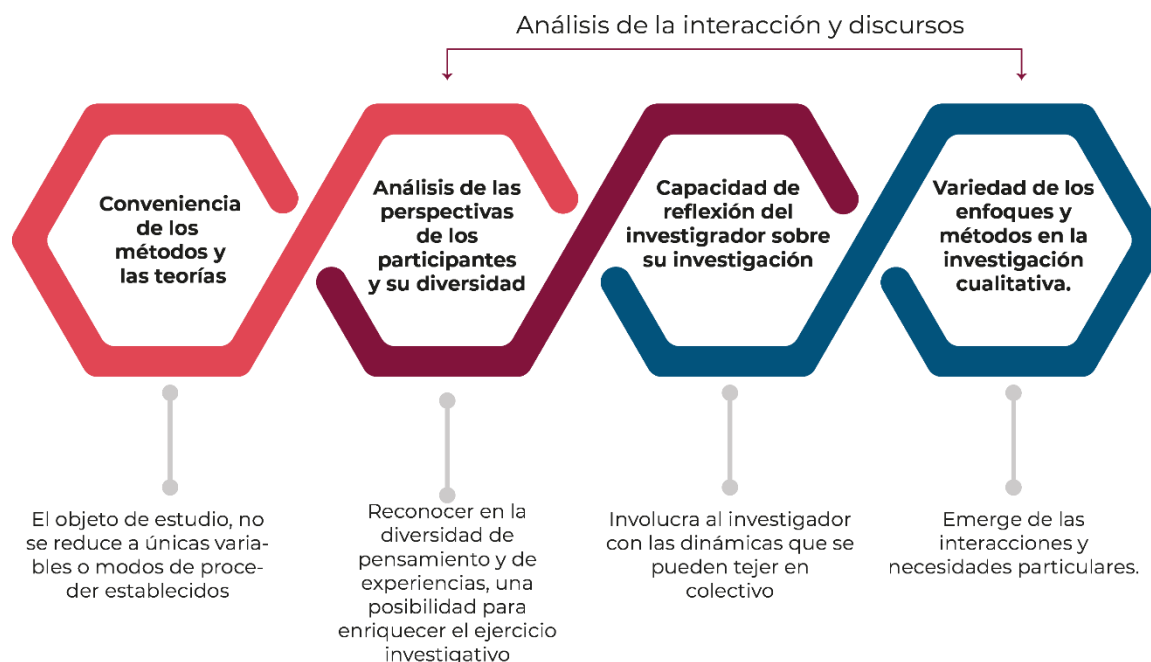 Análisis de la interacción y discursos
Conveniencia
de los
métodos y
las teorías
Análisis de las
perspectivas
de los
participantes
y su diversidad
Capacidad de
reflexión del
investigrador sobre
su investigación
Variedad de los
enfoques y
métodos en la
investigación
cualitativa.
El objeto de estudio, no
se reduce a únicas varia-
bles o modos de proce-
der establecidos
Reconocer en la
diversidad de
pensamiento y de
experiencias, una
posibilidad para
enriquecer el ejercicio
investigativo
Involucra al investigador
con las dinámicas que se
pueden tejer en
colectivo
Emerge de las
interacciones y
necesidades particulares.